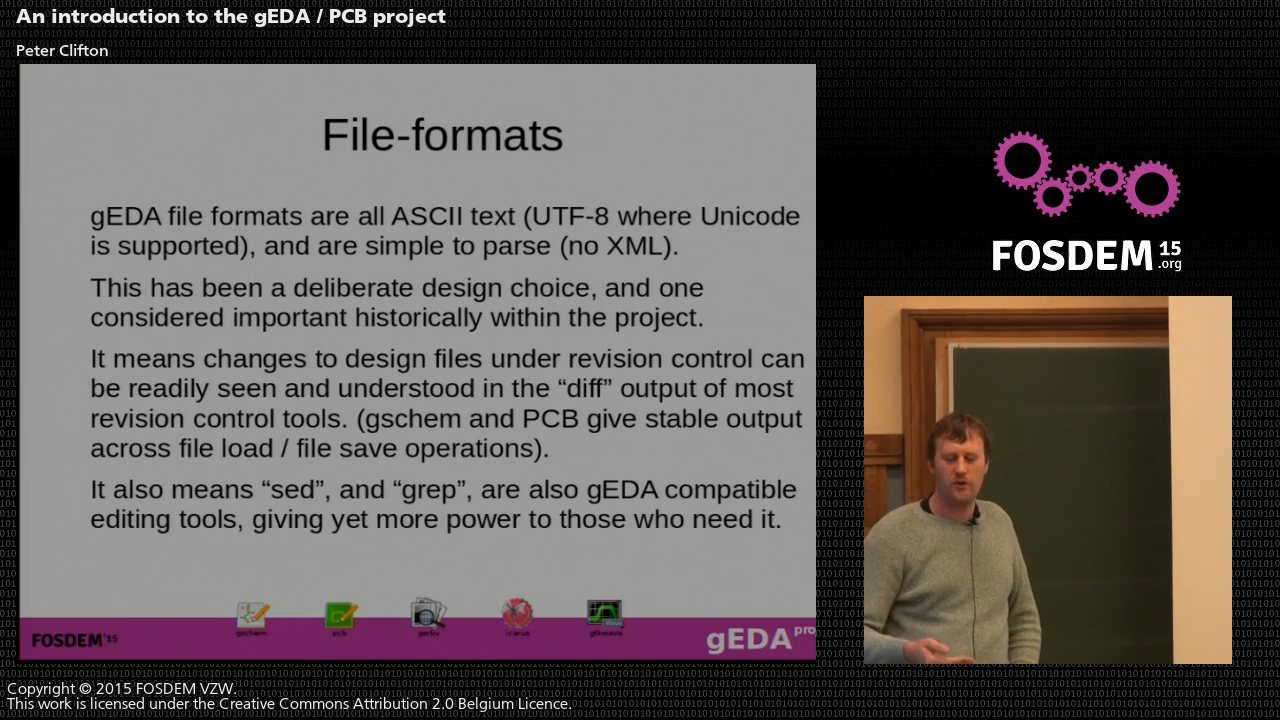 An introduction to the gEDA / PCB project
Peter Clifton
File-formats
gEDA file formats are all ASCII text (UTF-8 where Unicode
is supported), and are simple to parse (no XML).
This has been a deliberate design choice, and one
considered important historically within the project.
It means changes to design files under revision control can
be readily seen and understood in the “diff” output of most
revision control tools. (gschem and PCB give stable output
across file load / file save operations).
It also means “sed”, and “grep”, are also gEDA compatible
editing tools, giving yet more power to those who need it.
gschem pcb gerbv icarus gtkwave
FOSDEM'15
gEDA pro
FOSDEM 15 .org
Copyright © 2015 FOSDEM VZW.
This work is licensed under the Creative Commons Attribution 2.0 Belgium Licence.